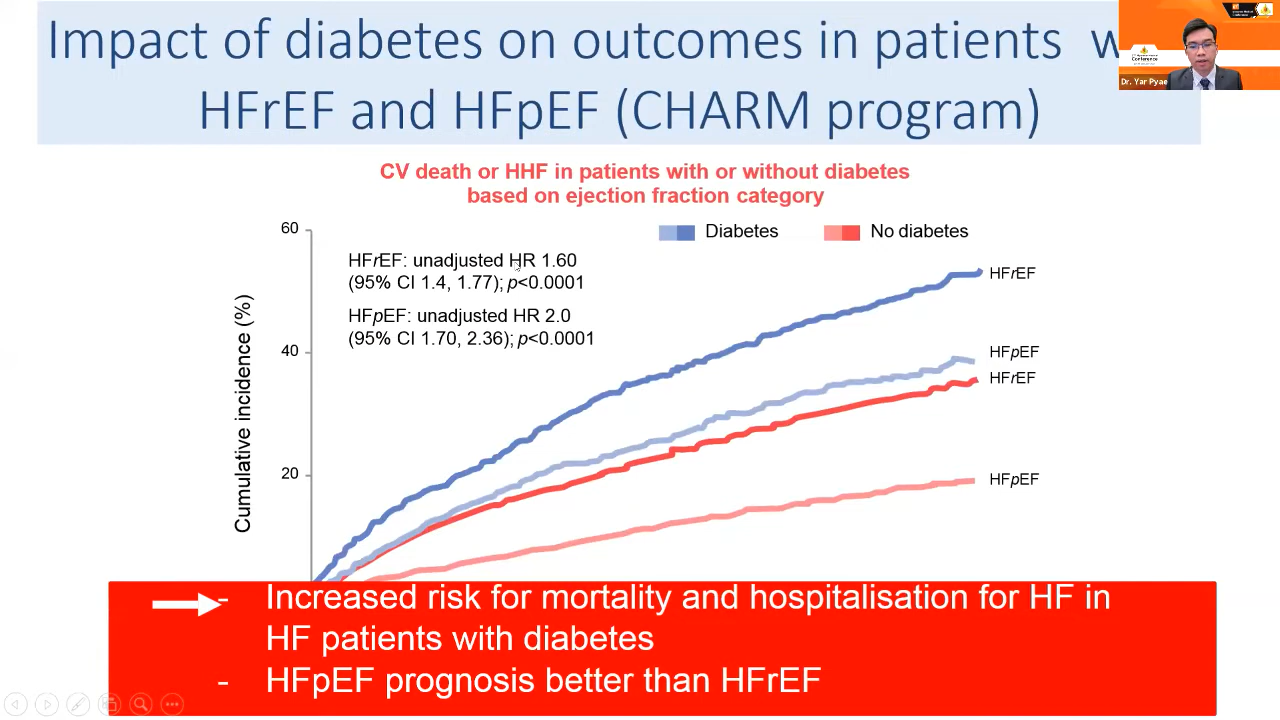 Impact of diabetes on outcomes in patients w
HFrEF and HFpEF (CHARM program)
Conference
Dr. Yar Pyae
CV death or HHF in patients with or without diabetes
based on ejection fraction category
Diabetes
No diabetes
60
40
20
Cumulative incidence (%)
HFrEF: unadjusted HR 1.60
(95% CI 1.4, 1.77); p<0.0001
HFpEF: unadjusted HR 2.0
(95% CI 1.70, 2.36); p<0.0001
HFrEF
HFpEF
HFrEF
HFpEF
- Increased risk for mortality and hospitalisation for HF in
HF patients with diabetes
- HFpEF prognosis better than HFrEF